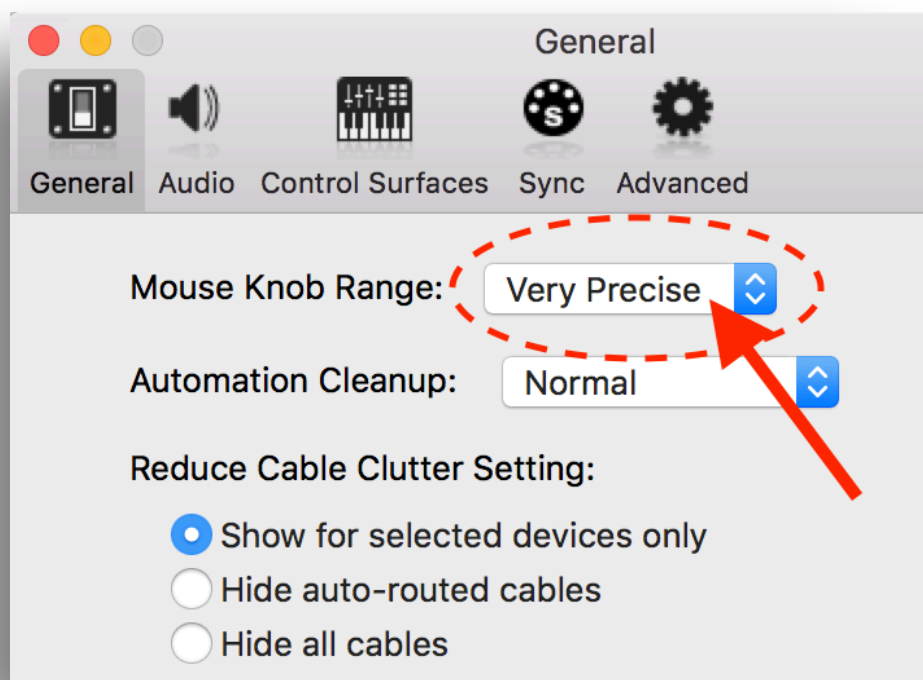 General
General Audio Control Surfaces Sync Advanced
Mouse Knob Range: Very Precise
Automation Cleanup: Normal
Reduce Cable Clutter Setting:
Show for selected devices only
Hide auto-routed cables
Hide all cables